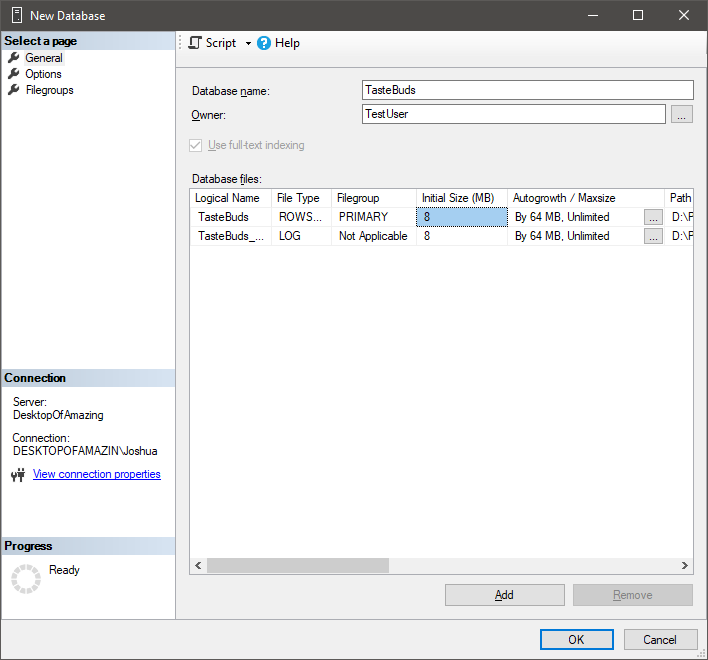 New Database
Select a page
General
Options
Filegroups
Script Help
Database name: TasteBuds
Owner: TestUser ...
Use full-text indexing
Database files:
Logical Name File Type Filegroup Initial Size (MB) Autogrowth / Maxsize Path
TasteBuds ROWS... PRIMARY 8 By 64 MB, Unlimited ... D:\P
TasteBuds_... LOG Not Applicable 8 By 64 MB, Unlimited ... D:\P
Connection
Server:
DesktopOfAmazing
Connection:
DESKTOPOFAMAZIN\Joshua
View connection properties
Progress
Ready
Add Remove
OK Cancel